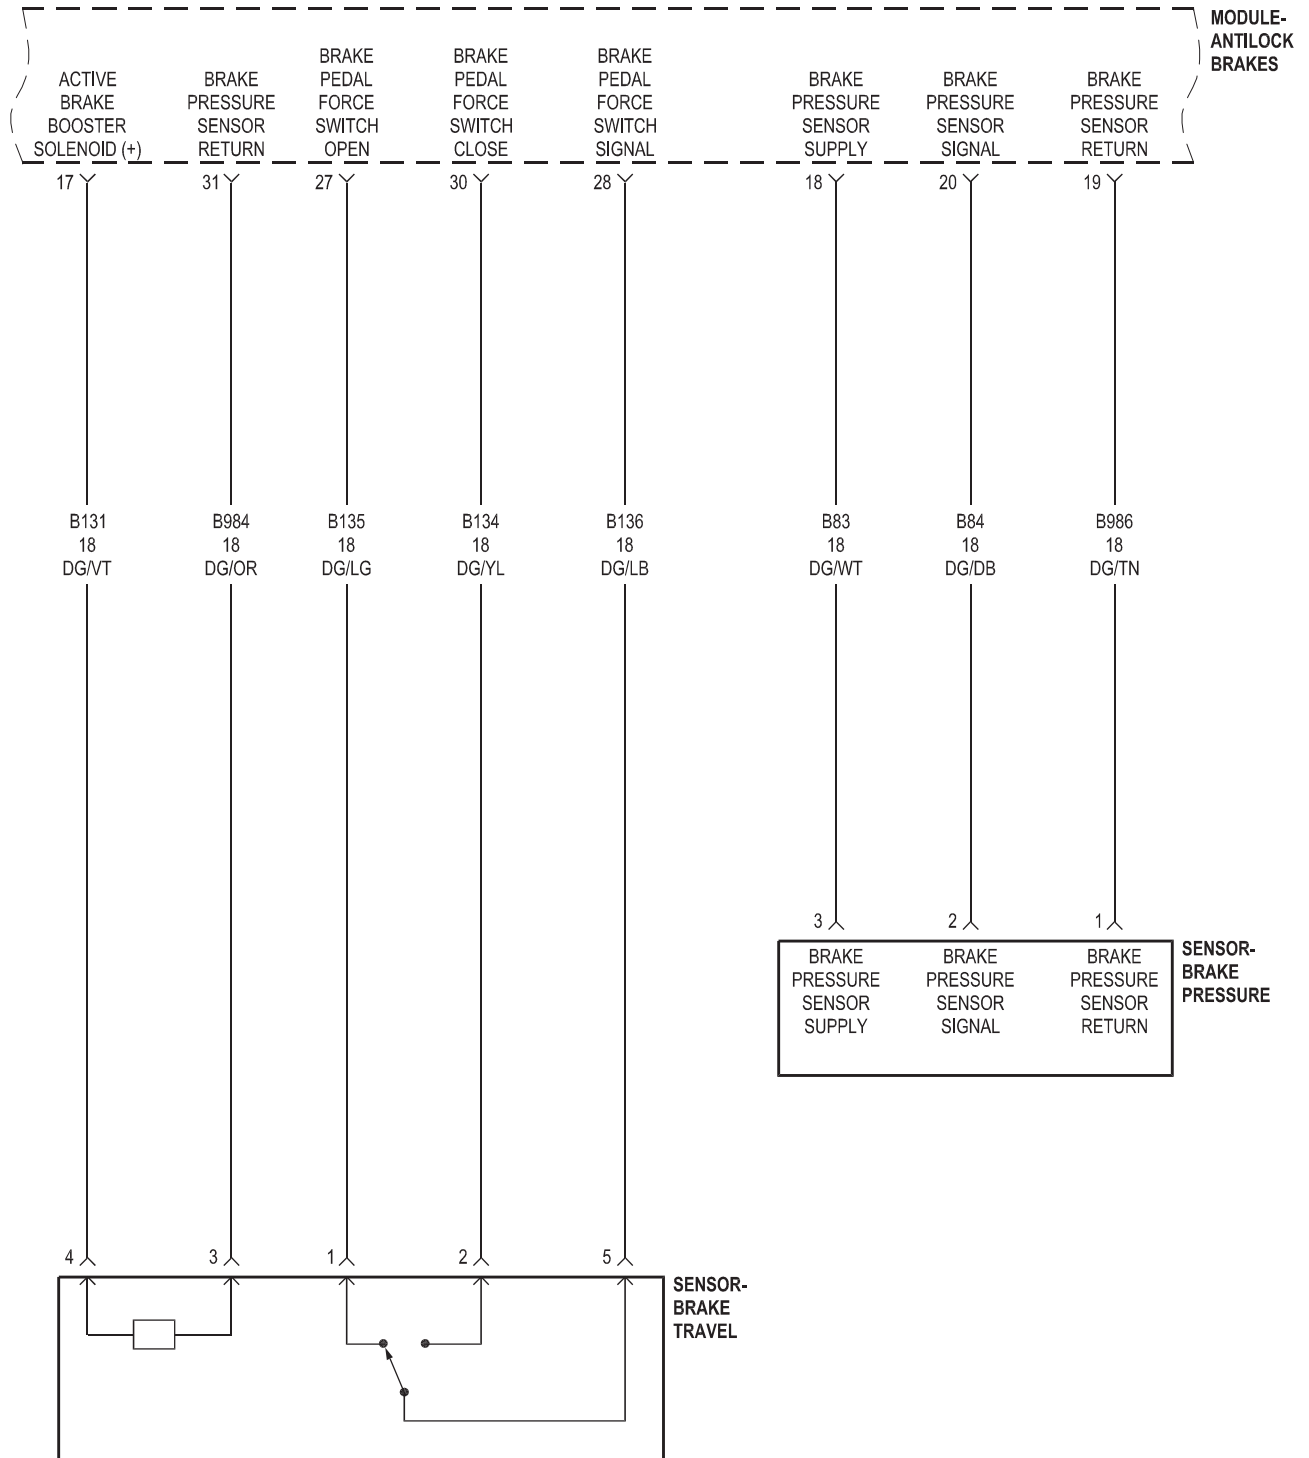 MODULE-
ANTILOCK
BRAKES
ACTIVE
BRAKE
BOOSTER
SOLENOID (+)
BRAKE
PRESSURE
SENSOR
RETURN
BRAKE
PEDAL
FORCE
SWITCH
OPEN
BRAKE
PEDAL
FORCE
SWITCH
CLOSE
BRAKE
PEDAL
FORCE
SWITCH
SIGNAL
BRAKE
PRESSURE
SENSOR
SUPPLY
BRAKE
PRESSURE
SENSOR
SIGNAL
BRAKE
PRESSURE
SENSOR
RETURN
17
31
27
30
28
18
20
19
B131
18
DG/VT
B984
18
DG/OR
B135
18
DG/LG
B134
18
DG/YL
B136
18
DG/LB
B83
18
DG/WT
B84
18
DG/DB
B986
18
DG/TN
3
2
1
BRAKE
PRESSURE
SENSOR
SUPPLY
BRAKE
PRESSURE
SENSOR
SIGNAL
BRAKE
PRESSURE
SENSOR
RETURN
SENSOR-
BRAKE
PRESSURE
4
3
1
2
5
SENSOR-
BRAKE
TRAVEL